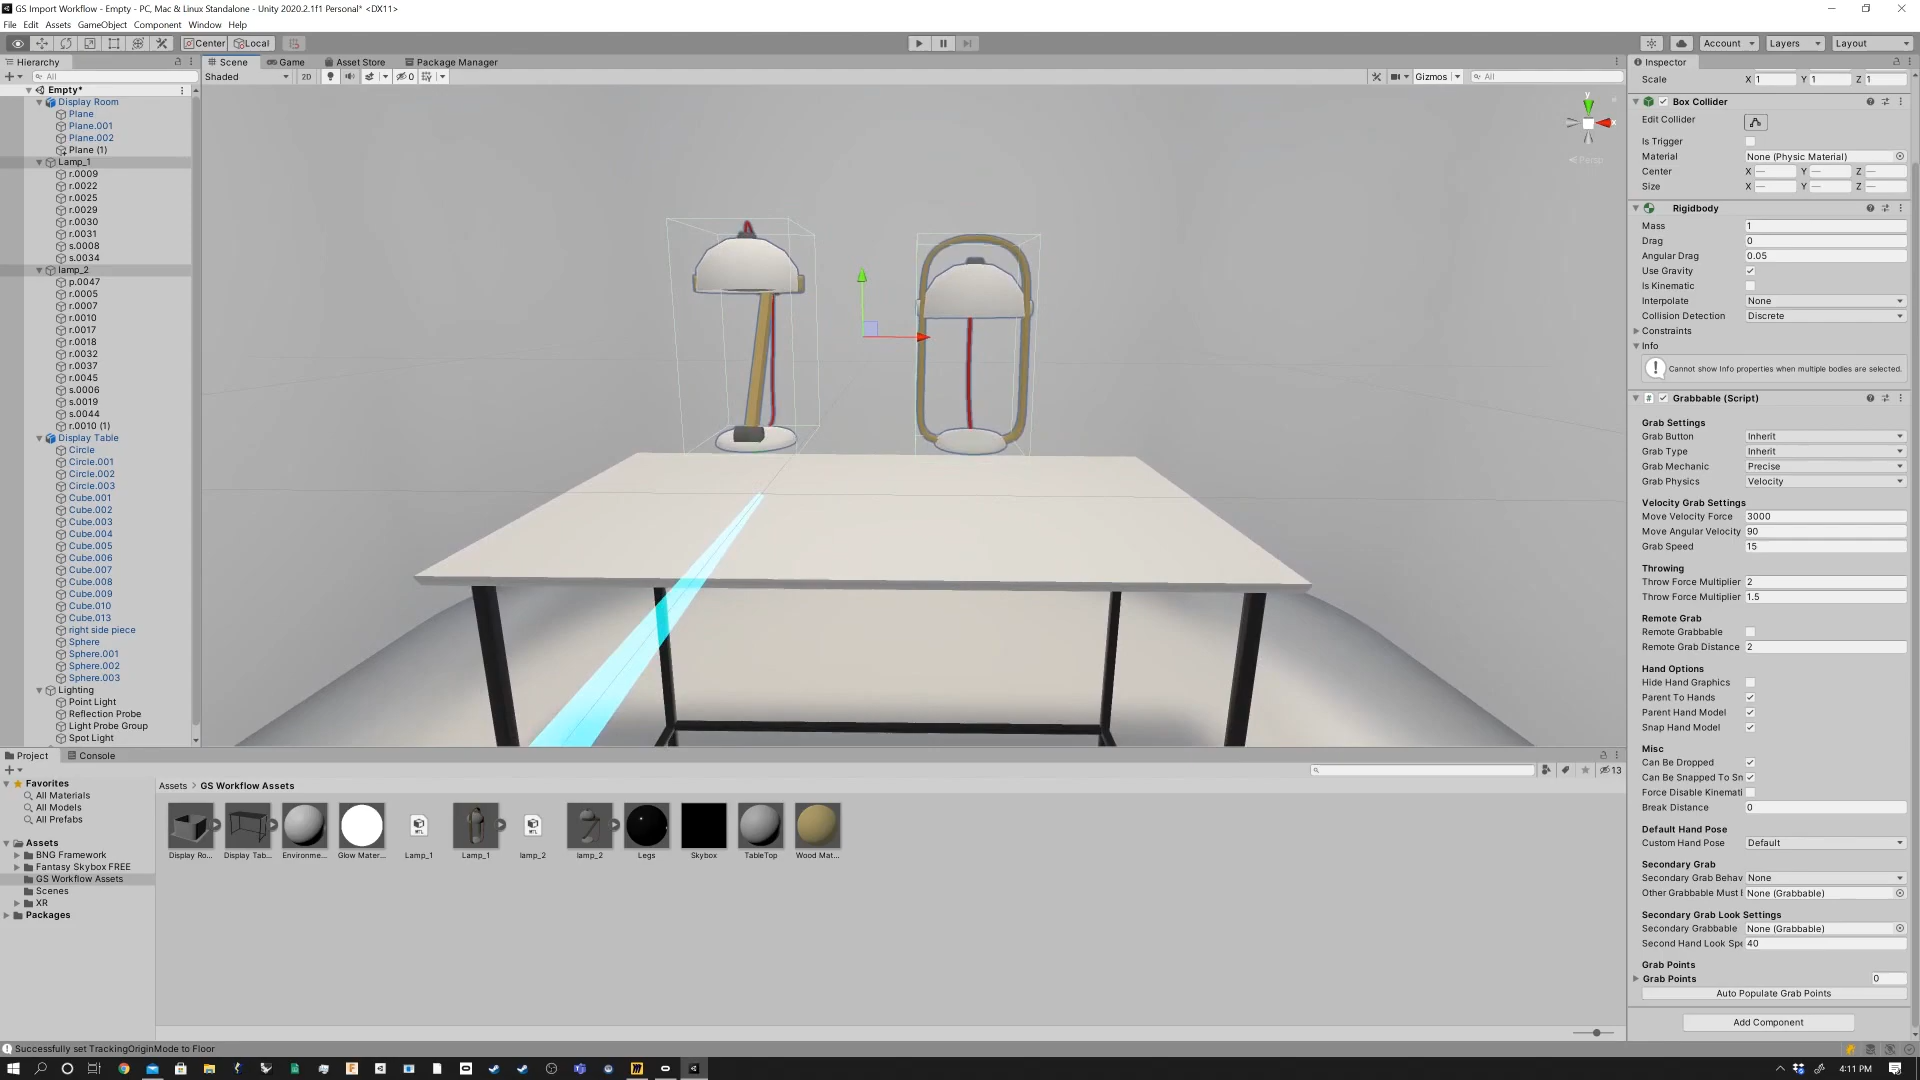 GS Import Workflow - Empty - PC, Mac & Linux Standalone - Unity 2020.2.1f1 Personal* <DX11>
File Edit Assets GameObject Component Window Help
Center Local
Account Layers Layout
Hierarchy
All
Empty*
Display Room
Plane
Plane.001
Plane.002
Plane (1)
Lamp_1
r.0009
r.0022
r.0025
r.0029
r.0030
r.0031
s.0008
s.0034
lamp_2
p.0047
r.0005
r.0007
r.0010
r.0017
r.0018
r.0032
r.0037
r.0045
s.0006
s.0019
s.0044
r.0010 (1)
Display Table
Circle
Circle.001
Circle.002
Circle.003
Cube.001
Cube.002
Cube.003
Cube.004
Cube.005
Cube.006
Cube.007
Cube.008
Cube.009
Cube.010
Cube.013
right side piece
Sphere
Sphere.001
Sphere.002
Sphere.003
Lighting
Point Light
Reflection Probe
Light Probe Group
Spot Light
Scene Game Asset Store Package Manager
Shaded 2D 0 Gizmos All
y
x
Persp
Inspector
Scale X 1 Y 1 Z 1
Box Collider
Edit Collider
Is Trigger
Material None (Physic Material)
Center X — Y — Z —
Size X — Y — Z —
Rigidbody
Mass 1
Drag 0
Angular Drag 0.05
Use Gravity
Is Kinematic
Interpolate None
Collision Detection Discrete
Constraints
Info
Cannot show Info properties when multiple bodies are selected.
# Grabbable (Script)
Grab Settings
Grab Button Inherit
Grab Type Inherit
Grab Mechanic Precise
Grab Physics Velocity
Velocity Grab Settings
Move Velocity Force 3000
Move Angular Velocity 90
Grab Speed 15
Throwing
Throw Force Multiplier 2
Throw Force Multiplier 1.5
Remote Grab
Remote Grabbable
Remote Grab Distance 2
Hand Options
Hide Hand Graphics
Parent To Hands
Parent Hand Model
Snap Hand Model
Misc
Can Be Dropped
Can Be Snapped To Sn
Force Disable Kinemati
Break Distance 0
Default Hand Pose
Custom Hand Pose Default
Secondary Grab
Secondary Grab Behav None
Other Grabbable Must B None (Grabbable)
Secondary Grab Look Settings
Secondary Grabbable None (Grabbable)
Second Hand Look Spe 40
Grab Points
Grab Points 0
Auto Populate Grab Points
Add Component
Project Console
13
Favorites
All Materials
All Models
All Prefabs
Assets
BNG Framework
Fantasy Skybox FREE
GS Workflow Assets
Scenes
XR
Packages
Assets > GS Workflow Assets
Display Ro... Display Tab... Environme... Glow Mater... Lamp_1 Lamp_1 lamp_2 lamp_2 Legs Skybox TableTop Wood Mat...
Successfully set TrackingOriginMode to Floor
4:11 PM